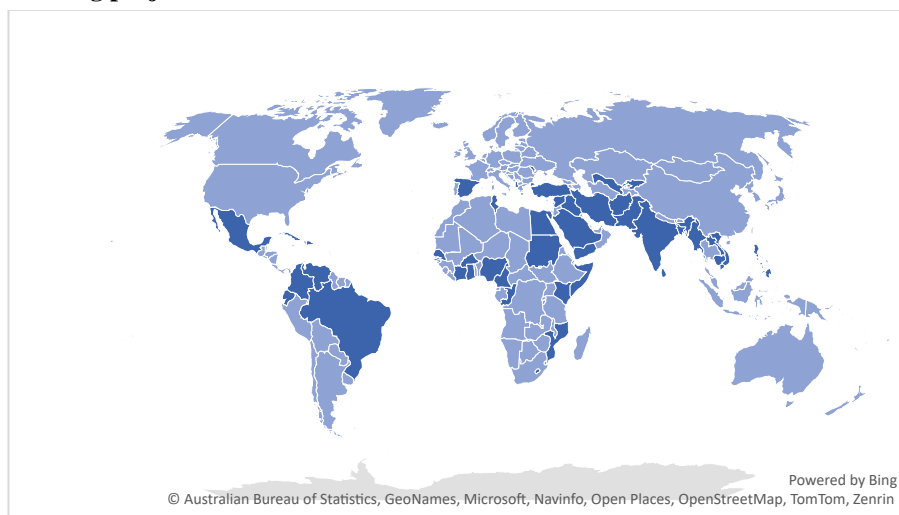 Powered by Bing
© Australian Bureau of Statistics, GeoNames, Microsoft, Navinfo, Open Places, OpenStreetMap, TomTom, Zenrin